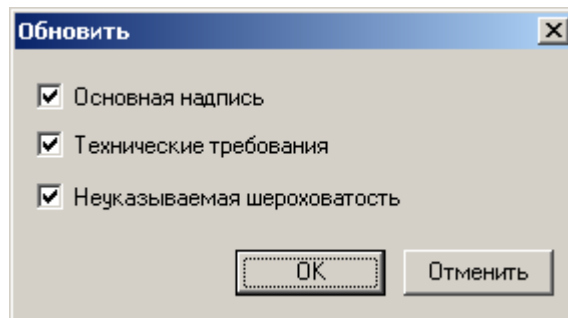 Обновить
Основная надпись
Технические требования
Неуказываемая шероховатость
OK Отменить